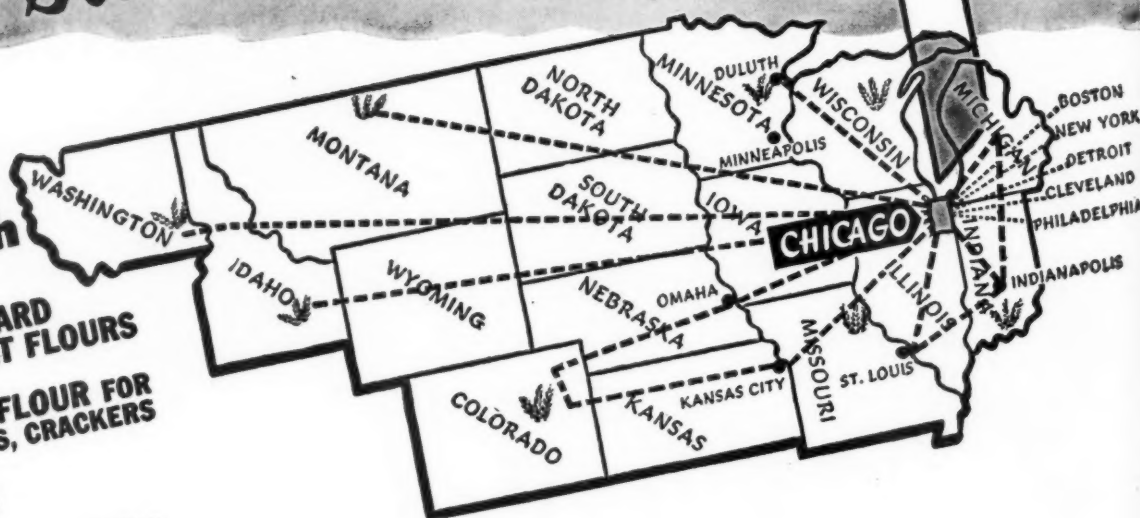 WASHINGTON
MONTANA
IDAHO
WYOMING
NORTH
DAKOTA
SOUTH
DAKOTA
NEBRASKA
COLORADO
KANSAS
MINNESOTA
DULUTH
MINNEAPOLIS
IOWA
OMAHA
KANSAS CITY
MISSOURI
ST. LOUIS
WISCONSIN
ILLINOIS
CHICAGO
MICHIGAN
INDIANA
INDIANAPOLIS
BOSTON
NEW YORK
DETROIT
CLEVELAND
PHILADELPHIA
ARD
T FLOURS
FLOUR FOR
S, CRACKERS